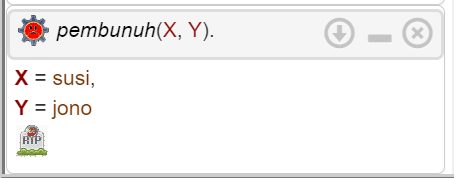 pembunuh(X, Y).
X = susi,
Y = jono
RIP